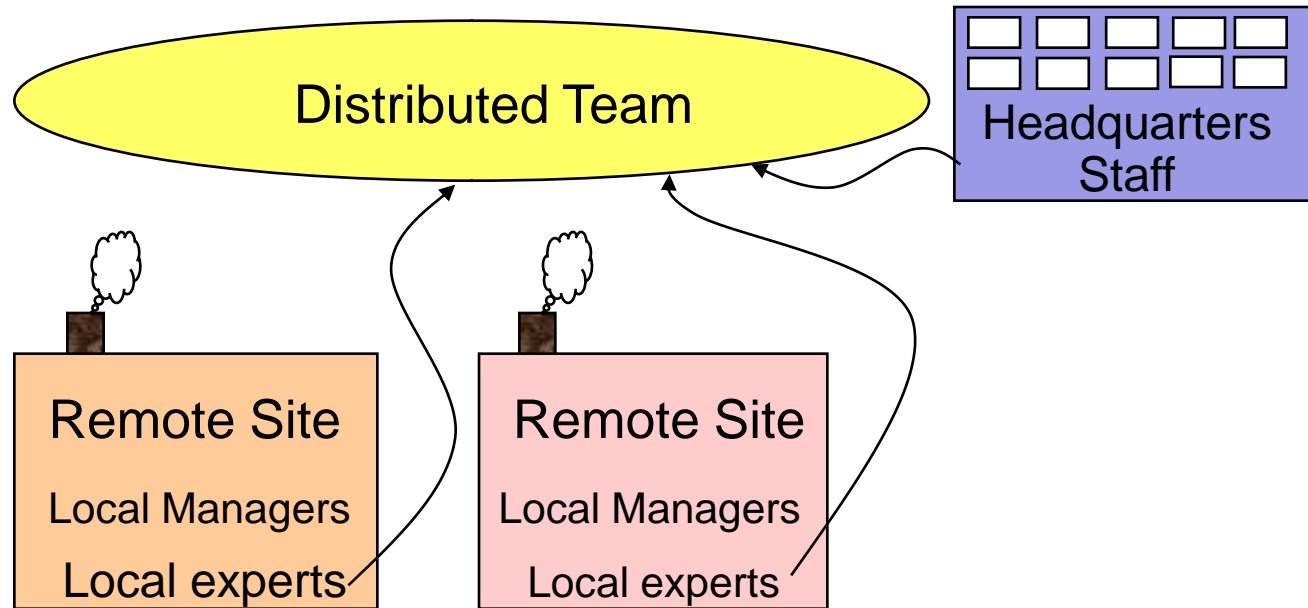 Distributed Team
Headquarters
Staff
Remote Site
Local Managers
Local experts
Remote Site
Local Managers
Local experts